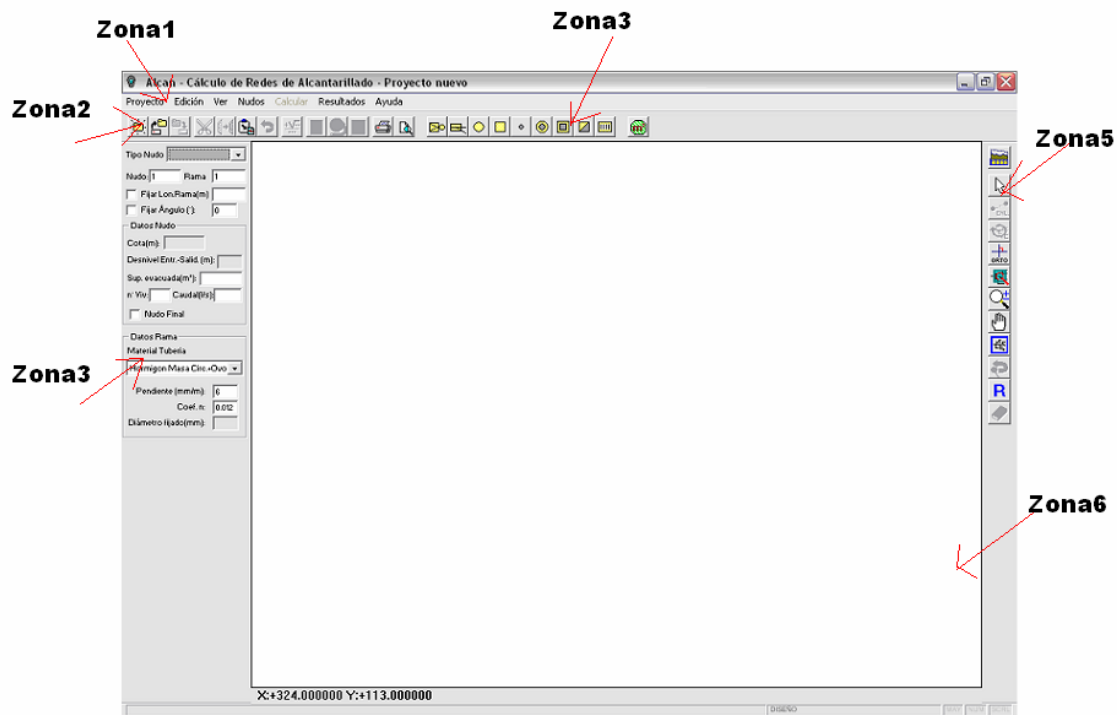 Zona1
Zona3
Zona2
Alcan - Cálculo de Redes de Alcantarillado - Proyecto nuevo
Proyecto Edición Ver Nudos Calcular Resultados Ayuda
Zona5
Tipo Nudo
Nudo: 1 Rama 1
Fijar Lon.Rama(m)
Fijar Ángulo (°): 0
Datos Nudo
Cota(m):
Desnivel Entr.-Salid. (m):
Sup. evacuada(m²):
nº Viv: Caudal(l/s):
Nudo Final
ORTO
R
Datos Rama
Material Tubería
Hormigon Masa Circ.+Ovo
Zona3
Pendiente (mm/m): 6
Coef. n: 0.012
Diámetro fijado(mm):
Zona6
X:+324.000000 Y:+113.000000
DISEÑO